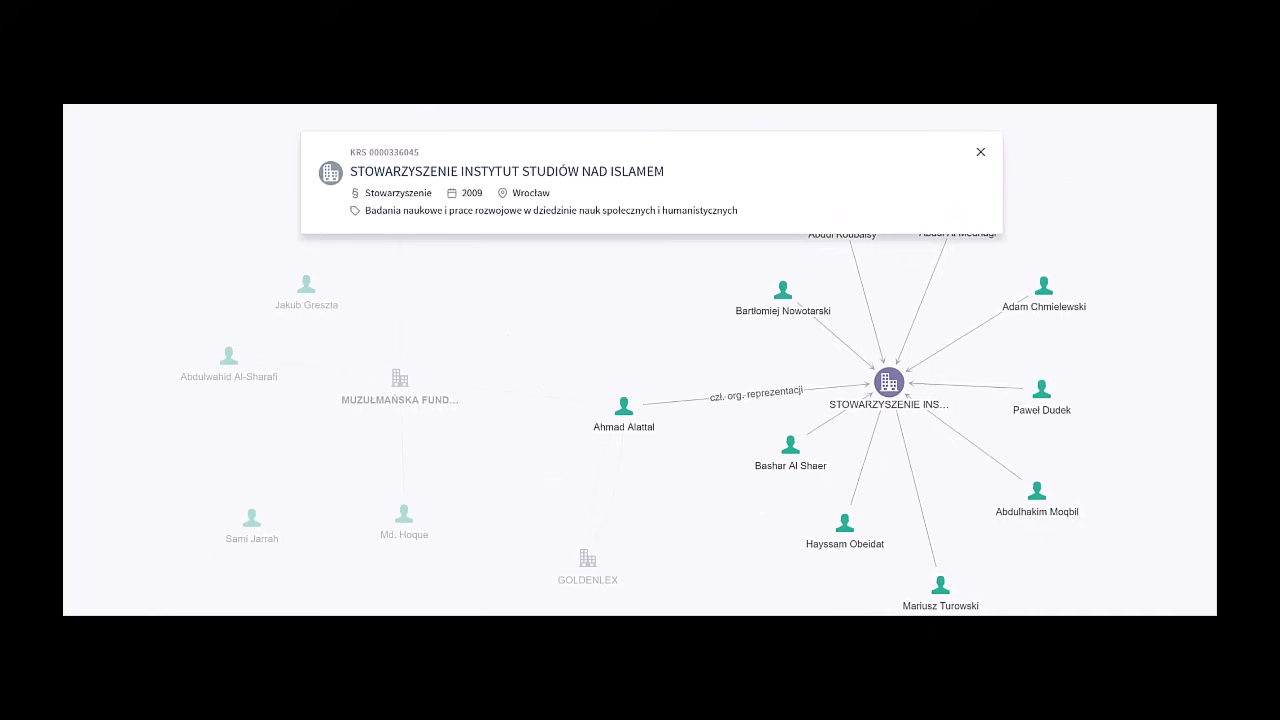 KRS 0000336045
STOWARZYSZENIE INSTYTUT STUDIÓW NAD ISLAMEM
Stowarzyszenie 2009 Wrocław
Badania naukowe i prace rozwojowe w dziedzinie nauk społecznych i humanistycznych
Jakub Greszta
Bartłomiej Nowotarski
Adam Chmielewski
Abdulwahid Al-Sharafi
MUZUŁMAŃSKA FUND...
czł. org. reprezentacji
STOWARZYSZENIE INS...
Paweł Dudek
Ahmad Alattal
Bashar Al Shaer
Abdulhakim Moqbil
Sami Jarrah
Md. Hoque
Hayssam Obeidat
GOLDENLEX
Mariusz Turowski